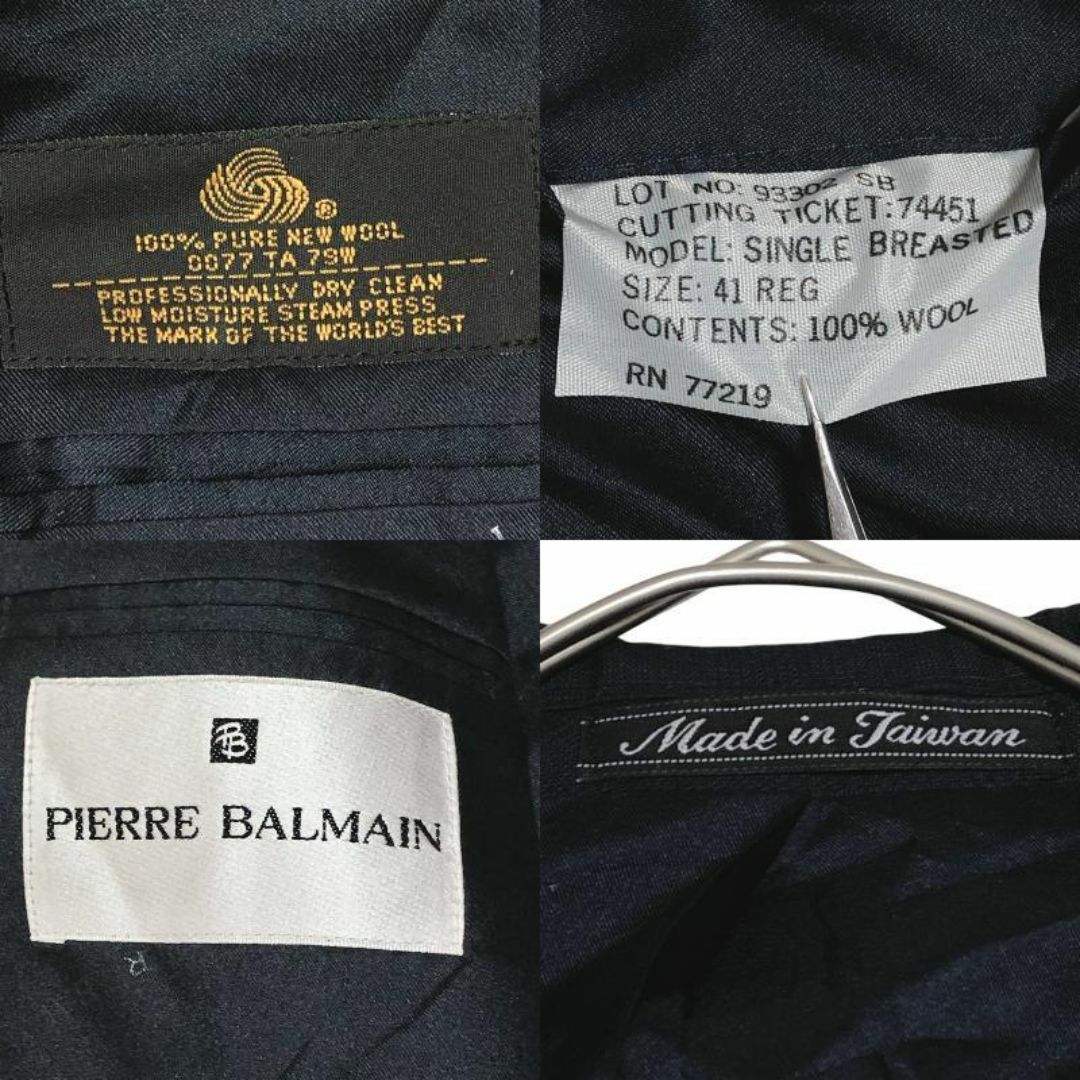 ®
100% PURE NEW WOOL
0077 TA 79W
PROFESSIONALLY DRY CLEAN
LOW MOISTURE STEAM PRESS
THE MARK OF THE WORLD'S BEST
LOT NO: 93302 SB
CUTTING TICKET:74451
MODEL: SINGLE BREASTED
SIZE: 41 REG
CONTENTS: 100% WOOL
RN 77219
PB
PIERRE BALMAIN
Made in Taiwan